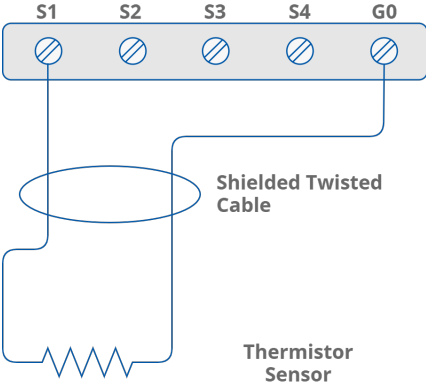 S1 S2 S3 S4 G0
Shielded Twisted
Cable
Thermistor
Sensor